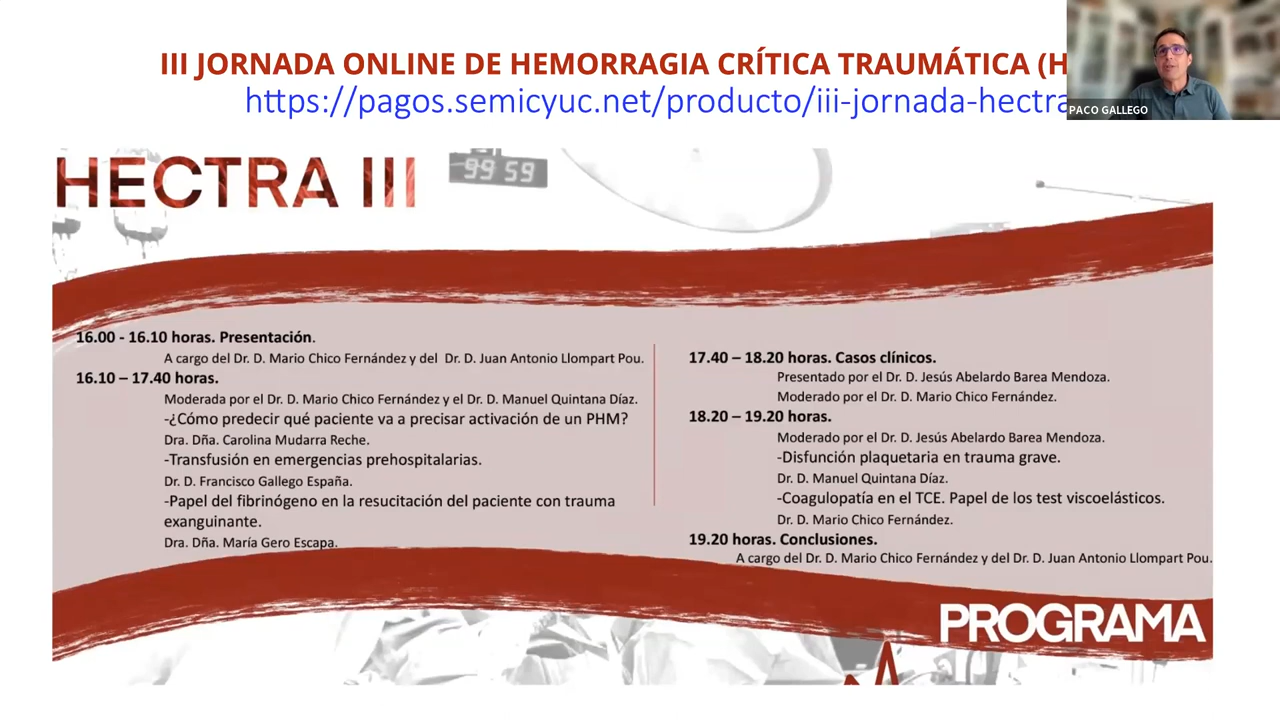 III JORNADA ONLINE DE HEMORRAGIA CRÍTICA TRAUMÁTICA (H
https://pagos.semicyuc.net/producto/iii-jornada-hectra
PACO GALLEGO
HECTRA III
99 59
16.00 - 16.10 horas. Presentación.
A cargo del Dr. D. Mario Chico Fernández y del Dr. D. Juan Antonio Llompart Pou.
16.10 – 17.40 horas.
Moderada por el Dr. D. Mario Chico Fernández y el Dr. D. Manuel Quintana Díaz.
-¿Cómo predecir qué paciente va a precisar activación de un PHM?
Dra. Dña. Carolina Mudarra Reche.
-Transfusión en emergencias prehospitalarias.
Dr. D. Francisco Gallego España.
-Papel del fibrinógeno en la resucitación del paciente con trauma
exanguinante.
Dra. Dña. María Gero Escapa.
17.40 – 18.20 horas. Casos clínicos.
Presentado por el Dr. D. Jesús Abelardo Barea Mendoza.
Moderado por el Dr. D. Mario Chico Fernández.
18.20 – 19.20 horas.
Moderado por el Dr. D. Jesús Abelardo Barea Mendoza.
-Disfunción plaquetaria en trauma grave.
Dr. D. Manuel Quintana Díaz.
-Coagulopatía en el TCE. Papel de los test viscoelásticos.
Dr. D. Mario Chico Fernández.
19.20 horas. Conclusiones.
A cargo del Dr. D. Mario Chico Fernández y del Dr. D. Juan Antonio Llompart Pou.
PROGRAMA